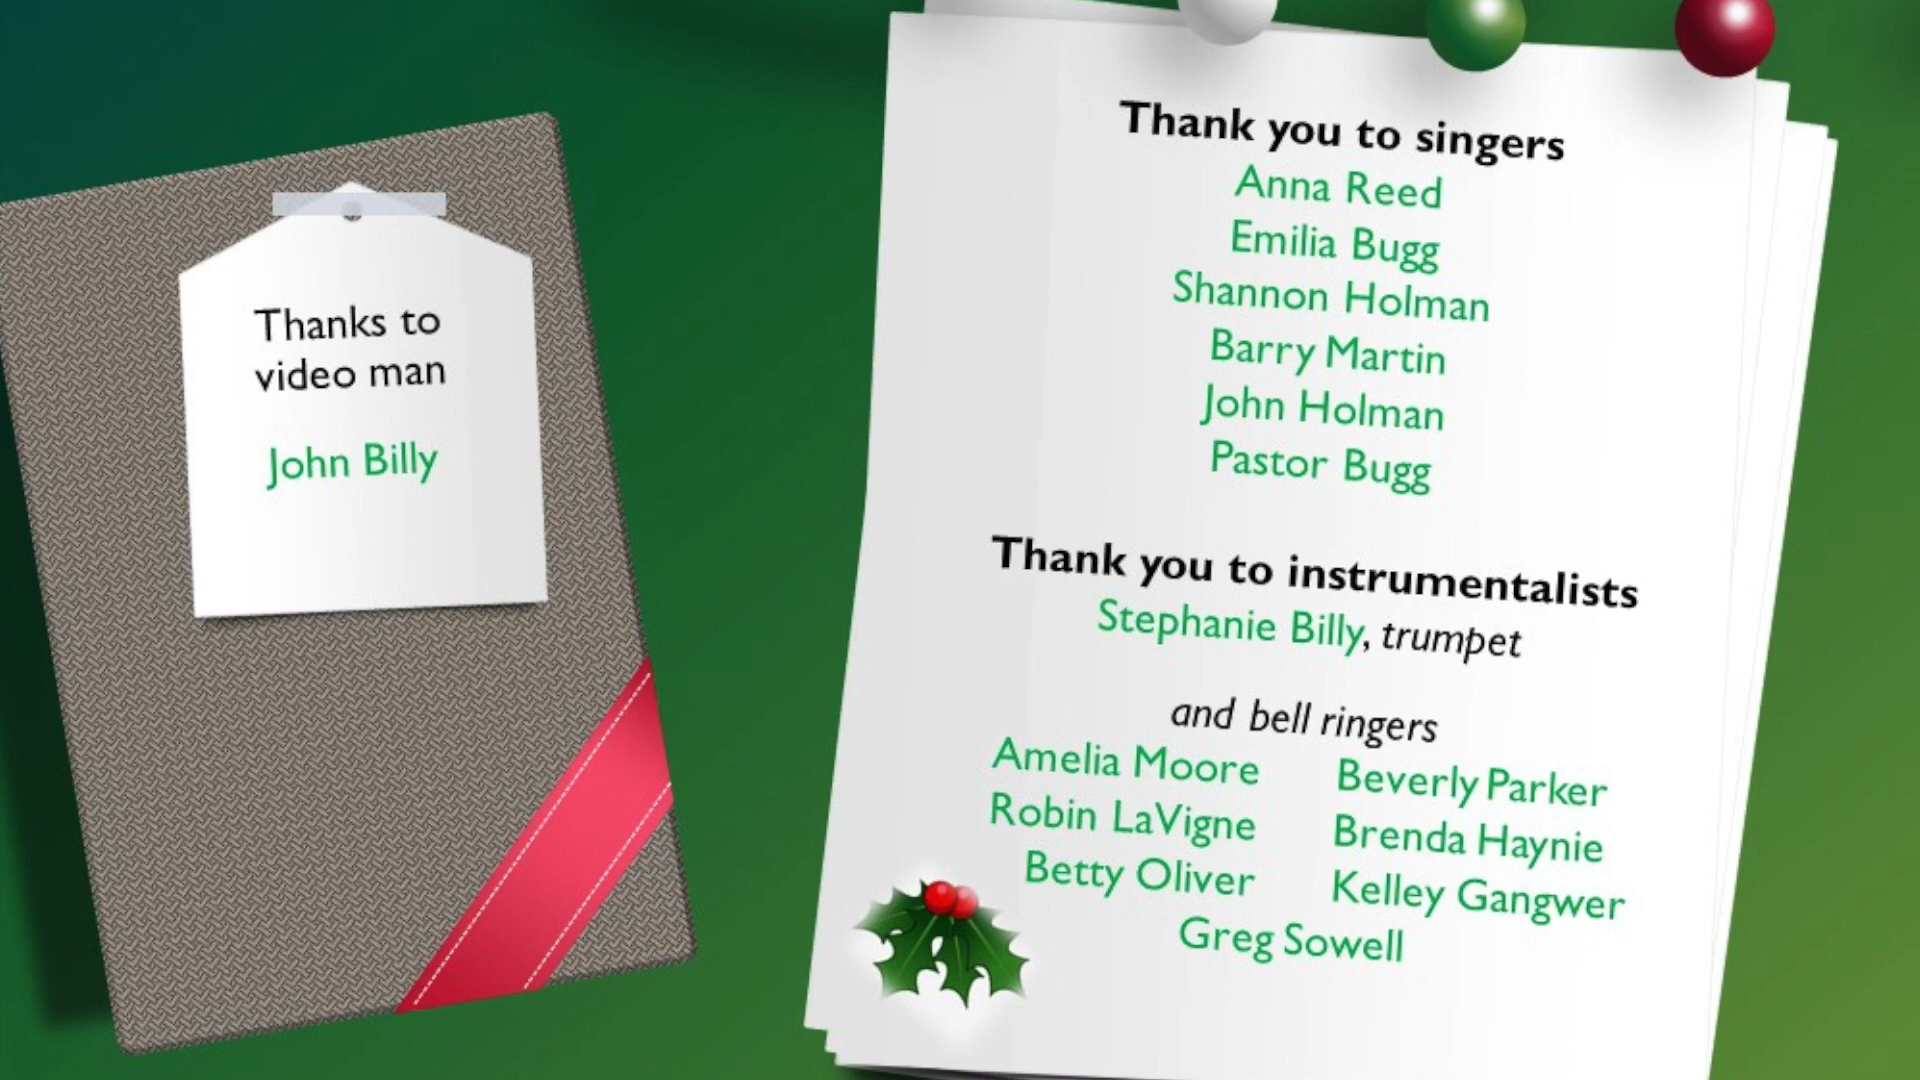 Thanks to
video man
John Billy
Thank you to singers
Anna Reed
Emilia Bugg
Shannon Holman
Barry Martin
John Holman
Pastor Bugg
Thank you to instrumentalists
Stephanie Billy, trumpet
and bell ringers
Amelia Moore Beverly Parker
Robin LaVigne Brenda Haynie
Betty Oliver Kelley Gangwer
Greg Sowell